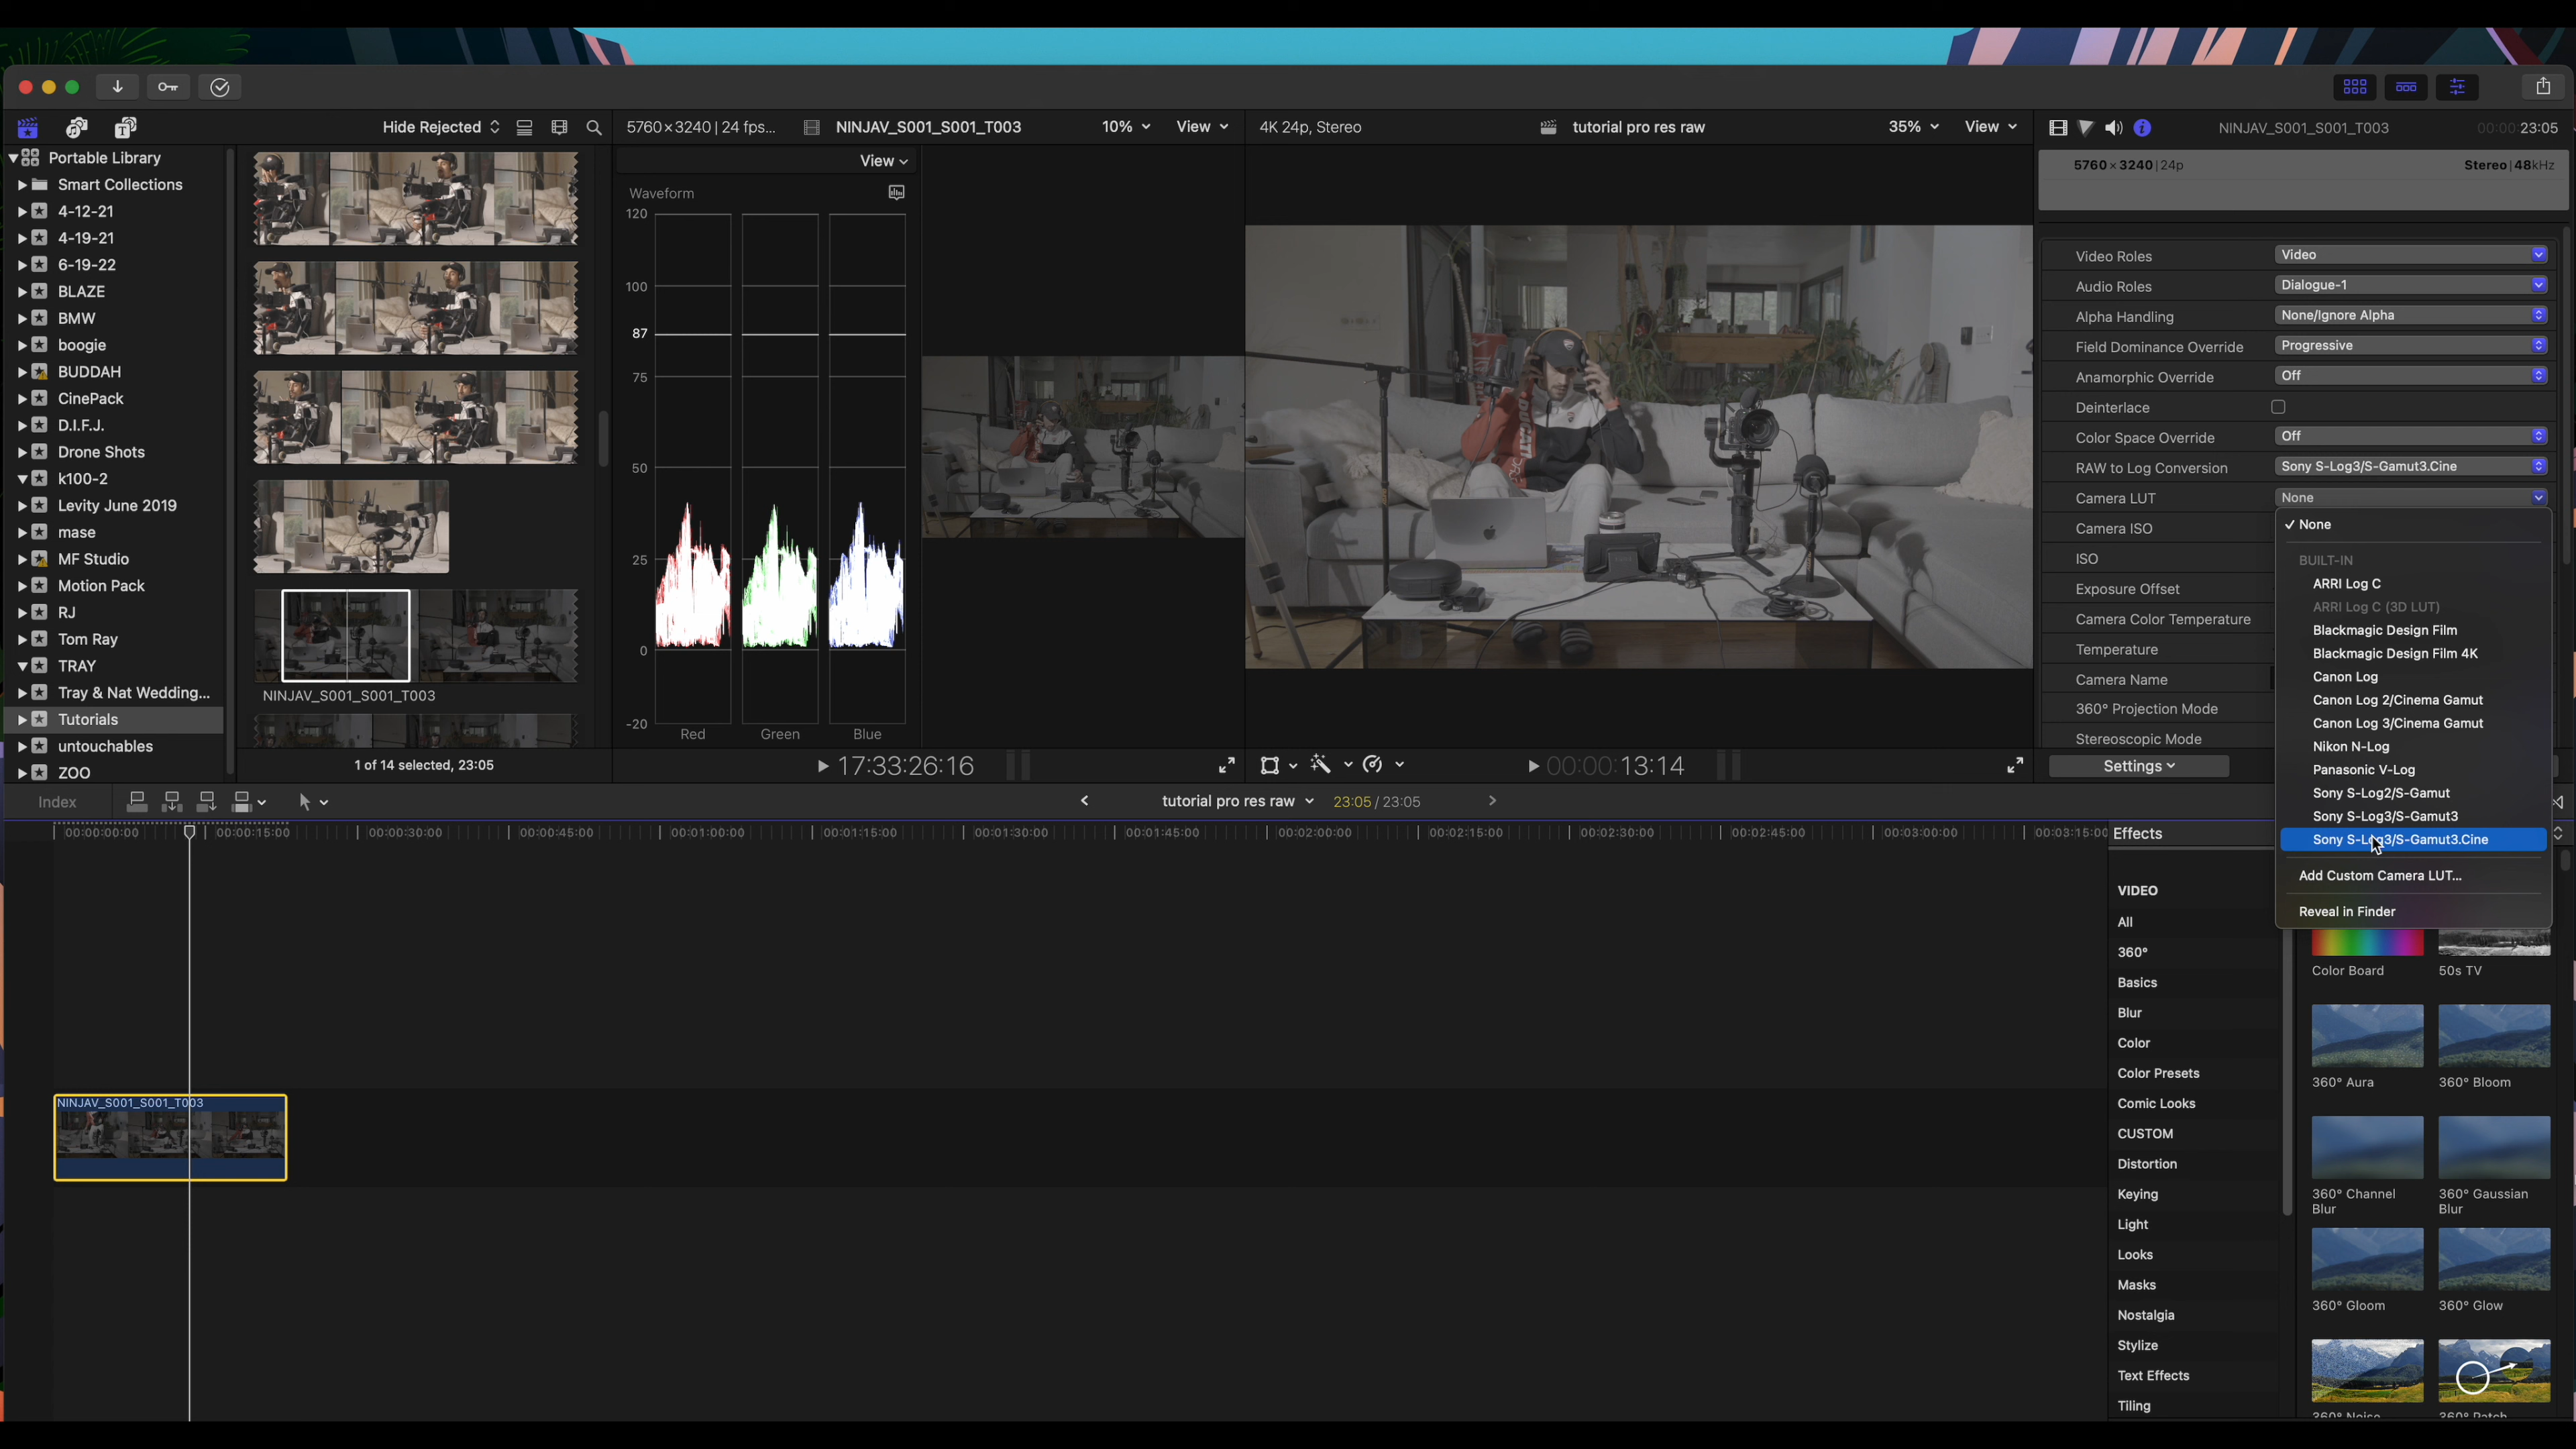 Hide Rejected
5760×3240 | 24 fps...
NINJAV_S001_S001_T003
10%
View
4K 24p, Stereo
tutorial pro res raw
35%
View
NINJAV_S001_S001_T003
00:00:23:05
Portable Library
Smart Collections
4-12-21
4-19-21
6-19-22
BLAZE
BMW
boogie
BUDDAH
CinePack
D.I.F.J.
Drone Shots
k100-2
Levity June 2019
mase
MF Studio
Motion Pack
RJ
Tom Ray
TRAY
Tray & Nat Wedding...
Tutorials
untouchables
ZOO
NINJAV_S001_S001_T003
1 of 14 selected, 23:05
View
Waveform
120
100
87
75
50
25
0
-20
Red
Green
Blue
17:33:26:16
00:00:13:14
5760×3240 | 24p
Stereo | 48kHz
Video Roles
Video
Audio Roles
Dialogue-1
Alpha Handling
None/Ignore Alpha
Field Dominance Override
Progressive
Anamorphic Override
Off
Deinterlace
Color Space Override
Off
RAW to Log Conversion
Sony S-Log3/S-Gamut3.Cine
Camera LUT
None
Camera ISO
ISO
Exposure Offset
Camera Color Temperature
Temperature
Camera Name
360° Projection Mode
Stereoscopic Mode
Settings
✓ None
BUILT-IN
ARRI Log C
ARRI Log C (3D LUT)
Blackmagic Design Film
Blackmagic Design Film 4K
Canon Log
Canon Log 2/Cinema Gamut
Canon Log 3/Cinema Gamut
Nikon N-Log
Panasonic V-Log
Sony S-Log2/S-Gamut
Sony S-Log3/S-Gamut3
Sony S-Log3/S-Gamut3.Cine
Add Custom Camera LUT...
Reveal in Finder
Index
tutorial pro res raw
23:05 / 23:05
00:00:00:00
00:00:15:00
00:00:30:00
00:00:45:00
00:01:00:00
00:01:15:00
00:01:30:00
00:01:45:00
00:02:00:00
00:02:15:00
00:02:30:00
00:02:45:00
00:03:00:00
00:03:15:00
NINJAV_S001_S001_T003
Effects
VIDEO
All
360°
Basics
Blur
Color
Color Presets
Comic Looks
CUSTOM
Distortion
Keying
Light
Looks
Masks
Nostalgia
Stylize
Text Effects
Tiling
Color Board
50s TV
360° Aura
360° Bloom
360° Channel
Blur
360° Gaussian
Blur
360° Gloom
360° Glow
360° Noise
360° Patch